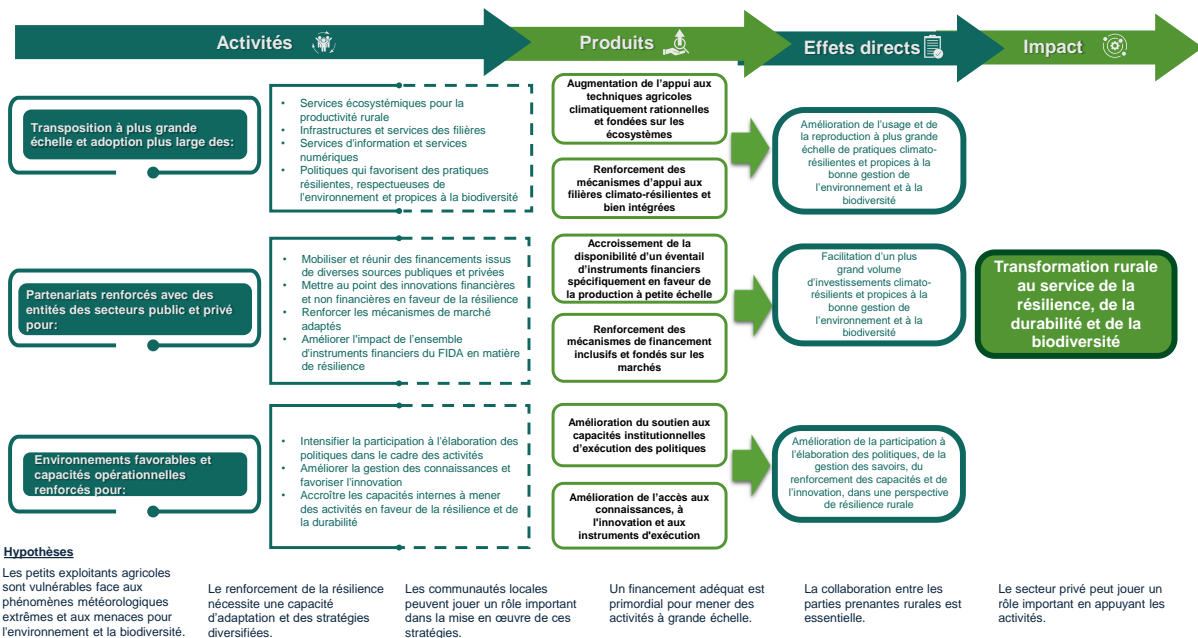 Activités
Produits
Effets directs
Impact
Transposition à plus grande
échelle et adoption plus large des:
• Services écosystémiques pour la
productivité rurale
• Infrastructures et services des filières
• Services d'information et services
numériques
• Politiques qui favorisent des pratiques
résilientes, respectueuses de
l'environnement et propices à la biodiversité
Augmentation de l'appui aux
techniques agricoles
climatiquement rationnelles
et fondées sur les
écosystèmes
Renforcement des
mécanismes d'appui aux
filières climato-résilientes et
bien intégrées
Amélioration de l'usage et de
la reproduction à plus grande
échelle de pratiques climato-
résilientes et propices à la
bonne gestion de
l'environnement et à la
biodiversité
Partenariats renforcés avec des
entités des secteurs public et privé
pour:
• Mobiliser et réunir des financements issus
de diverses sources publiques et privées
• Mettre au point des innovations financières
et non financières en faveur de la résilience
• Renforcer les mécanismes de marché
adaptés
• Améliorer l'impact de l'ensemble
d'instruments financiers du FIDA en matière
de résilience
Accroissement de la
disponibilité d'un éventail
d'instruments financiers
spécifiquement en faveur de
la production à petite échelle
Renforcement des
mécanismes de financement
inclusifs et fondés sur les
marchés
Facilitation d'un plus
grand volume
d'investissements climato-
résilients et propices à la
bonne gestion de
l'environnement et à la
biodiversité
Transformation rurale
au service de la
résilience, de la
durabilité et de la
biodiversité
Environnements favorables et
capacités opérationnelles
renforcés pour:
• Intensifier la participation à l'élaboration des
politiques dans le cadre des activités
• Améliorer la gestion des connaissances et
favoriser l'innovation
• Accroître les capacités internes à mener
des activités en faveur de la résilience et de
la durabilité
Amélioration du soutien aux
capacités institutionnelles
d'exécution des politiques
Amélioration de l'accès aux
connaissances, à
l'innovation et aux
instruments d'exécution
Amélioration de la participation à
l'élaboration des politiques, de la
gestion des savoirs, du
renforcement des capacités et de
l'innovation, dans une perspective
de résilience rurale
Hypothèses
Les petits exploitants agricoles
sont vulnérables face aux
phénomènes météorologiques
extrêmes et aux menaces pour
l'environnement et la biodiversité.
Le renforcement de la résilience
nécessite une capacité
d'adaptation et des stratégies
diversifiées.
Les communautés locales
peuvent jouer un rôle important
dans la mise en œuvre de ces
stratégies.
Un financement adéquat est
primordial pour mener des
activités à grande échelle.
La collaboration entre les
parties prenantes rurales est
essentielle.
Le secteur privé peut jouer un
rôle important en appuyant les
activités.